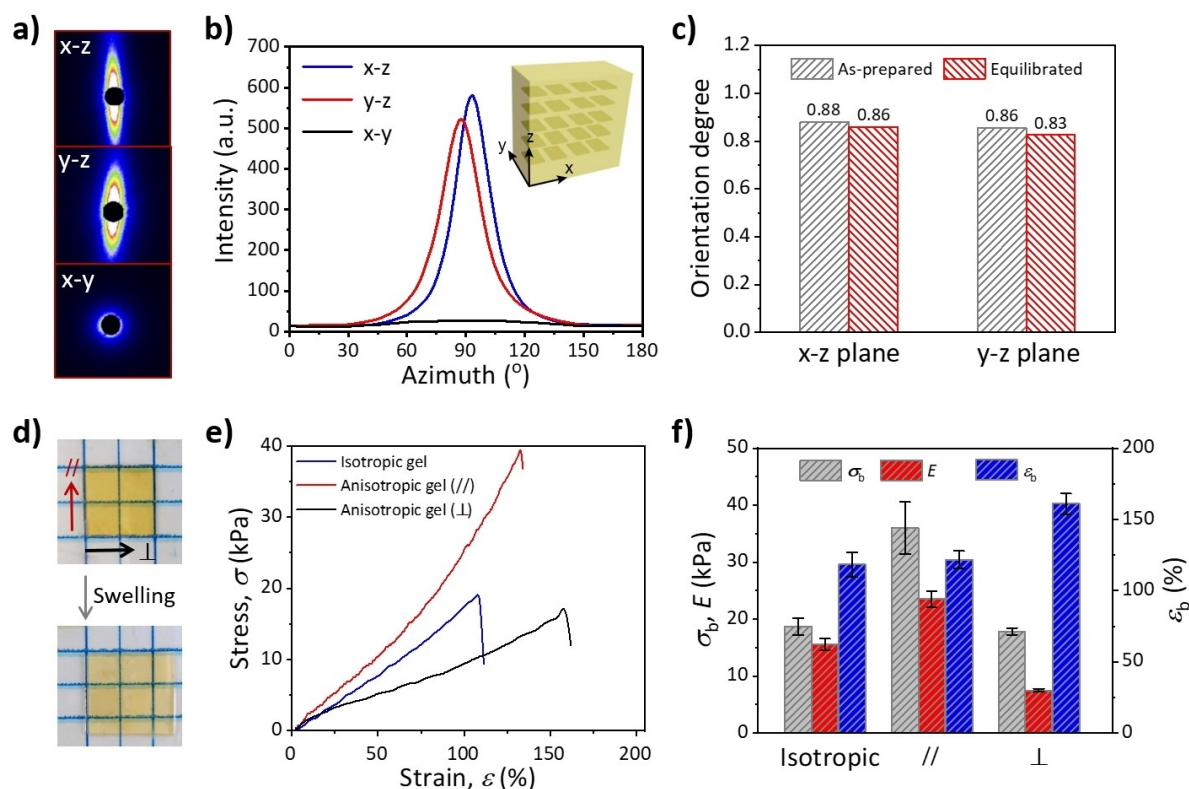 a)
x-z
y-z
x-y
b)
700
600
500
400
300
200
100
0
Intensity (a.u.)
x-z
y-z
x-y
z
y
x
0 30 60 90 120 150 180
Azimuth (°)
c)
1.2
1.0
0.8
0.6
0.4
0.2
0.0
Orientation degree
As-prepared
Equilibrated
0.88
0.86
0.86
0.83
x-z plane
y-z plane
d)
//
⊥
Swelling
e)
40
30
20
10
0
Stress, σ (kPa)
Isotropic gel
Anisotropic gel (//)
Anisotropic gel (⊥)
0 50 100 150 200
Strain, ε (%)
f)
50
40
30
20
10
0
σb, E (kPa)
σb
E
εb
200
150
100
50
0
εb (%)
Isotropic
//
⊥